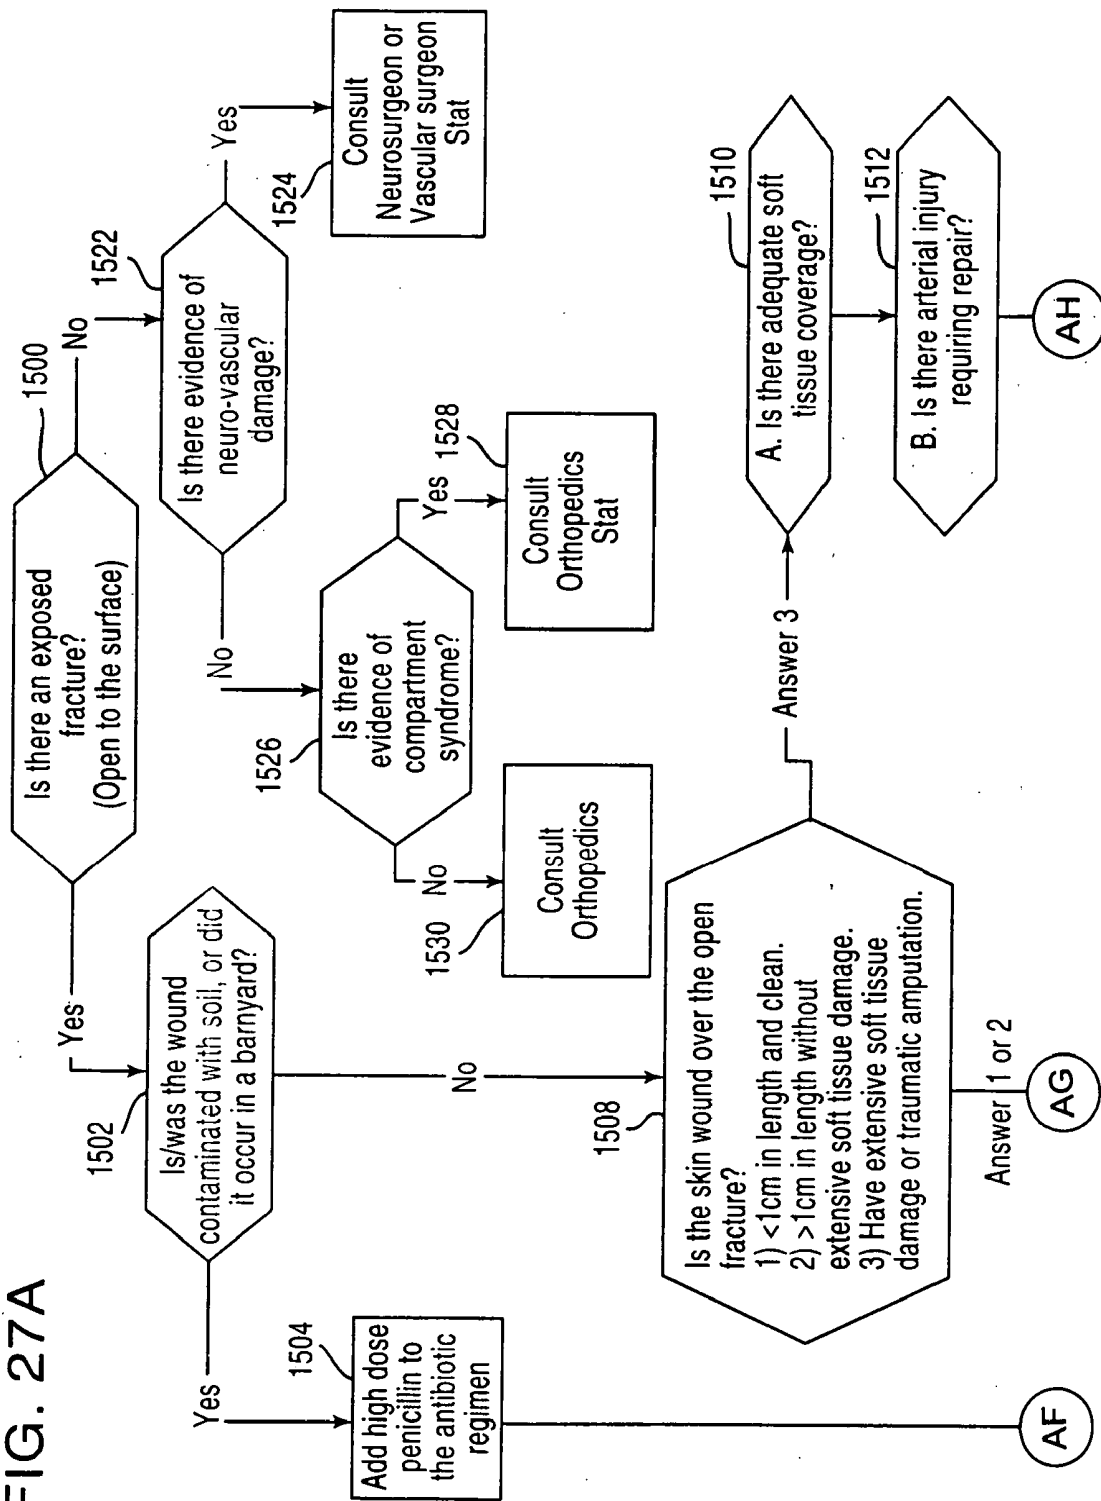 FIG. 27A
1500
Is there an exposed
fracture?
(Open to the surface)
Yes
No
1502
Is/was the wound
contaminated with soil, or did
it occur in a barnyard?
1522
Is there evidence of
neuro-vascular
damage?
Yes
No
No
Yes
1504
Add high dose
penicillin to
the antibiotic
regimen
1526
Is there
evidence of
compartment
syndrome?
1524
Consult
Neurosurgeon or
Vascular surgeon
Stat
No
Yes
1530
Consult
Orthopedics
1528
Consult
Orthopedics
Stat
1508
Is the skin wound over the open
fracture?
1) <1cm in length and clean.
2) >1cm in length without
extensive soft tissue damage.
3) Have extensive soft tissue
damage or traumatic amputation.
Answer 3
1510
A. Is there adequate soft
tissue coverage?
1512
B. Is there arterial injury
requiring repair?
Answer 1 or 2
AF
AG
AH